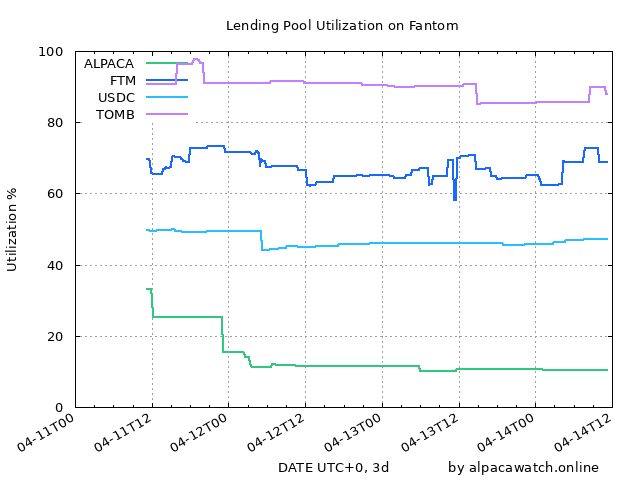 Lending Pool Utilization on Fantom
100
80
60
40
20
0
Utilization %
ALPACA
FTM
USDC
TOMB
04-11T00
04-11T12
04-12T00
04-12T12
04-13T00
04-13T12
04-14T00
04-14T12
DATE UTC+0, 3d by alpacawatch.online